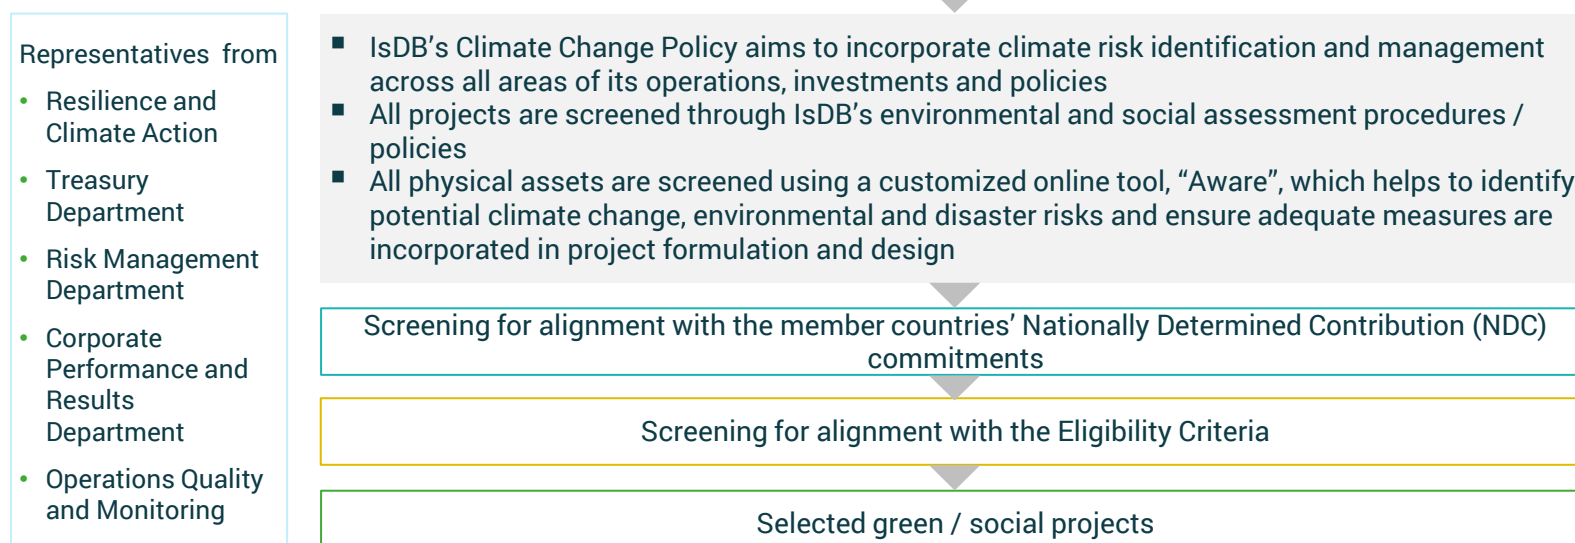 Representatives from
• Resilience and
Climate Action
• Treasury
Department
• Risk Management
Department
• Corporate
Performance and
Results
Department
• Operations Quality
and Monitoring
▪ IsDB’s Climate Change Policy aims to incorporate climate risk identification and management
across all areas of its operations, investments and policies
▪ All projects are screened through IsDB’s environmental and social assessment procedures /
policies
▪ All physical assets are screened using a customized online tool, “Aware”, which helps to identify
potential climate change, environmental and disaster risks and ensure adequate measures are
incorporated in project formulation and design
Screening for alignment with the member countries’ Nationally Determined Contribution (NDC)
commitments
Screening for alignment with the Eligibility Criteria
Selected green / social projects